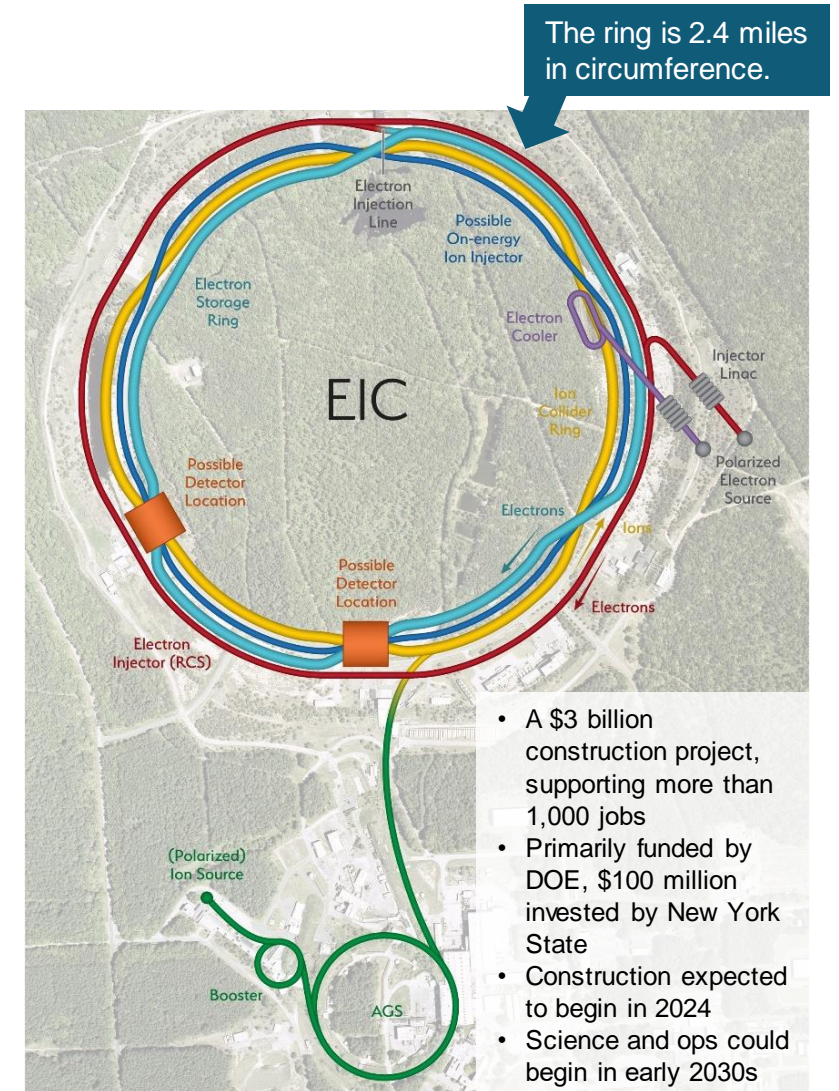 The ring is 2.4 miles
in circumference.
Electron
Injection
Line
Possible
On-energy
Ion Injector
Electron
Storage
Ring
Electron
Cooler
Injector
Linac
EIC
Ion
Collider
Ring
Polarized
Electron
Source
Possible
Detector
Location
Electrons
Ions
Possible
Detector
Location
Electrons
Electron
Injector (RCS)
• A $3 billion
construction project,
supporting more than
1,000 jobs
• Primarily funded by
DOE, $100 million
invested by New York
State
• Construction expected
to begin in 2024
• Science and ops could
begin in early 2030s
(Polarized)
Ion Source
Booster
AGS